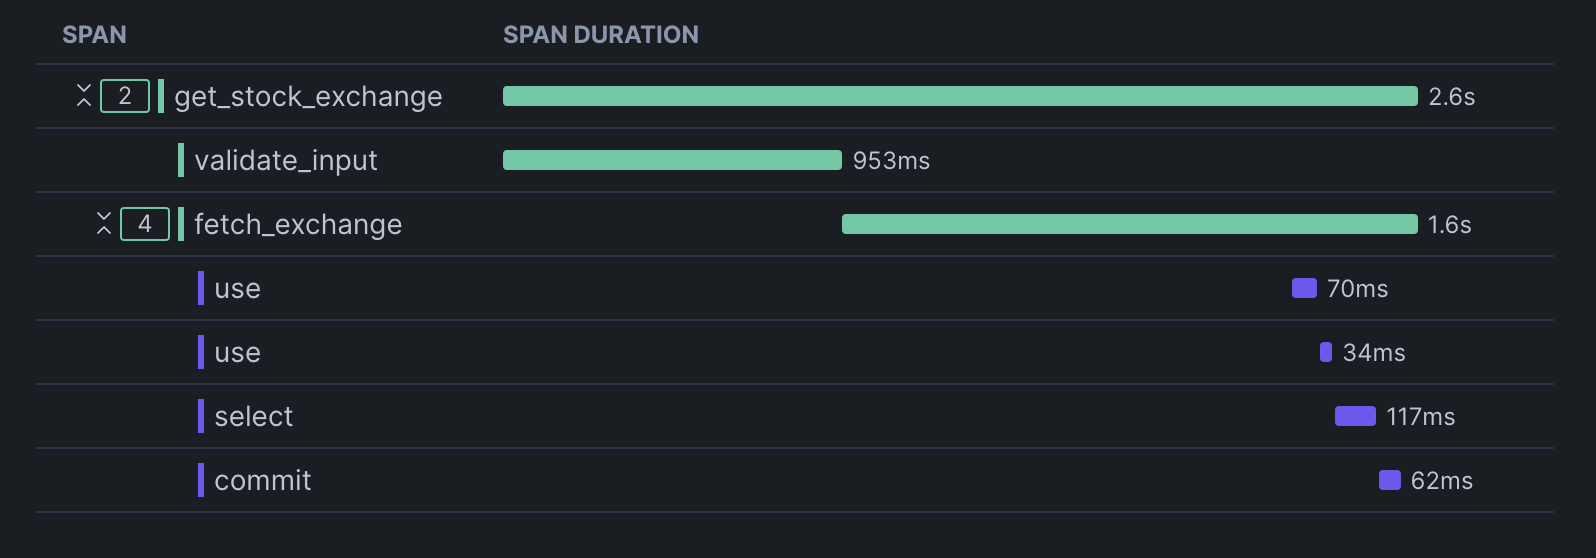 SPAN SPAN DURATION
2 get_stock_exchange 2.6s
validate_input 953ms
4 fetch_exchange 1.6s
use 70ms
use 34ms
select 117ms
commit 62ms